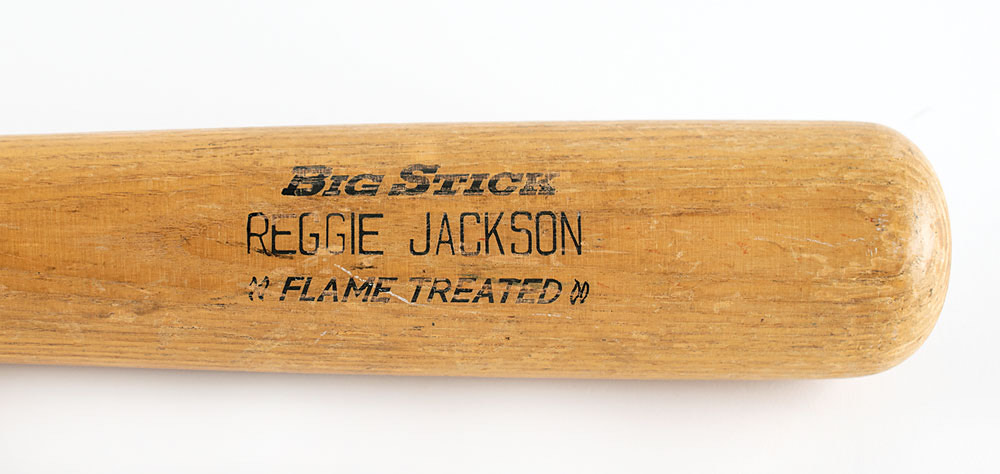 BIG STICK
REGGIE JACKSON
FLAME TREATED